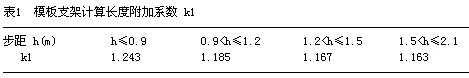 表1 模板支架计算长度附加系数 k1
步距 h(m) h≤0.9 0.9<h≤1.2 1.2<h≤1.5 1.5<h≤2.1
k1 1.243 1.185 1.167 1.163